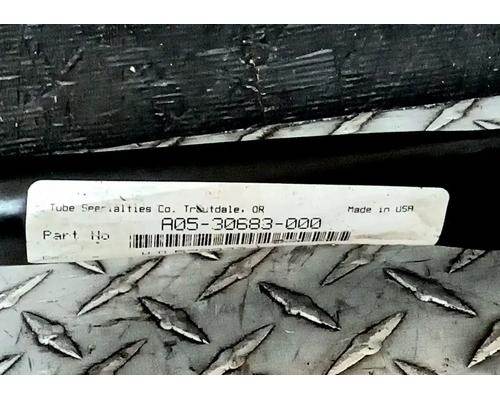 Tube Specialties Co. Troutdale, OR Made in USA
A05-30683-000
Part No